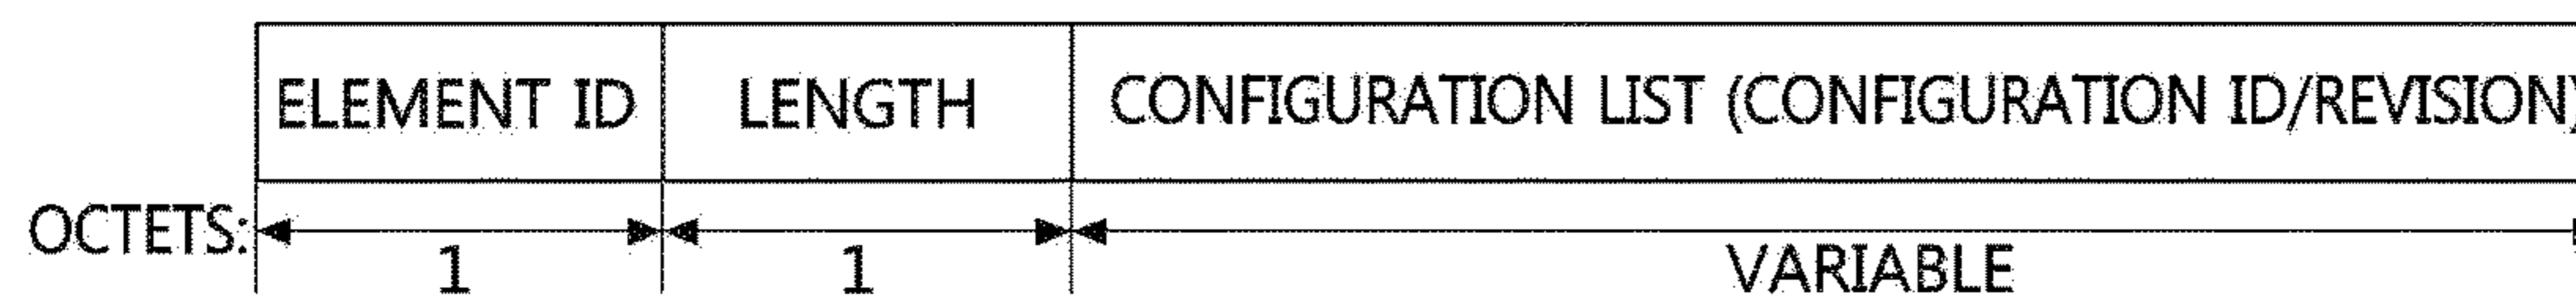 ELEMENT ID LENGTH CONFIGURATION LIST (CONFIGURATION ID/REVISION)
OCTETS:
1 1 VARIABLE